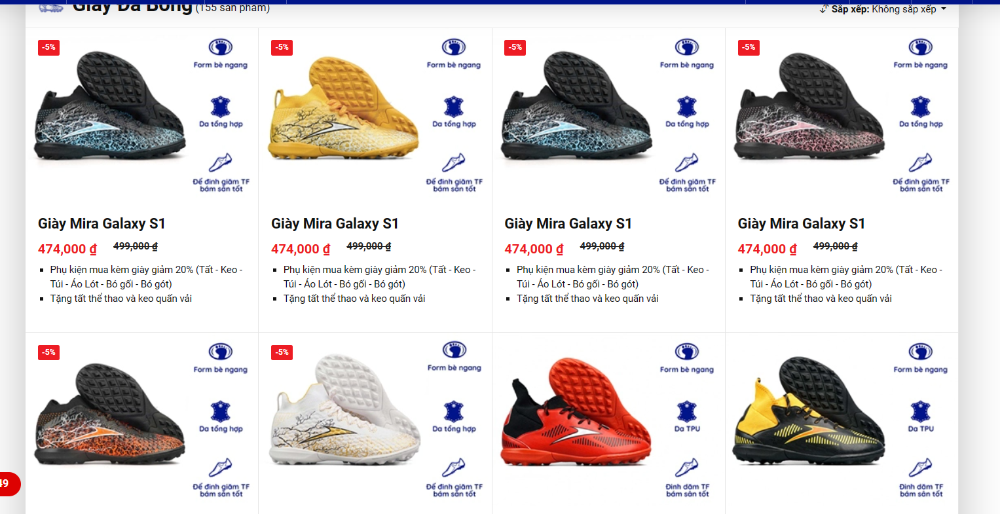 Giày Đá Bóng (155 sản phẩm)
Sắp xếp: Không sắp xếp
-5%
Form bè ngang
Da tổng hợp
Đế đinh giăm TF
bám sân tốt
-5%
Form bè ngang
Da tổng hợp
Đế đinh giăm TF
bám sân tốt
-5%
Form bè ngang
Da tổng hợp
Đế đinh giăm TF
bám sân tốt
-5%
Form bè ngang
Da tổng hợp
Đế đinh giăm TF
bám sân tốt
Giày Mira Galaxy S1
474,000 ₫ 499,000 ₫
Phụ kiện mua kèm giày giảm 20% (Tất - Keo -
Túi - Áo Lót - Bó gối - Bó gót)
Tặng tất thể thao và keo quấn vải
Giày Mira Galaxy S1
474,000 ₫ 499,000 ₫
Phụ kiện mua kèm giày giảm 20% (Tất - Keo -
Túi - Áo Lót - Bó gối - Bó gót)
Tặng tất thể thao và keo quấn vải
Giày Mira Galaxy S1
474,000 ₫ 499,000 ₫
Phụ kiện mua kèm giày giảm 20% (Tất - Keo -
Túi - Áo Lót - Bó gối - Bó gót)
Tặng tất thể thao và keo quấn vải
Giày Mira Galaxy S1
474,000 ₫ 499,000 ₫
Phụ kiện mua kèm giày giảm 20% (Tất - Keo -
Túi - Áo Lót - Bó gối - Bó gót)
Tặng tất thể thao và keo quấn vải
-5%
Form bè ngang
Da tổng hợp
Đế đinh giăm TF
bám sân tốt
-5%
Form bè ngang
Da tổng hợp
Đế đinh giăm TF
bám sân tốt
Form bè ngang
Da TPU
Đinh dăm TF
bám sân tốt
Form bè ngang
Da TPU
Đinh dăm TF
bám sân tốt
49